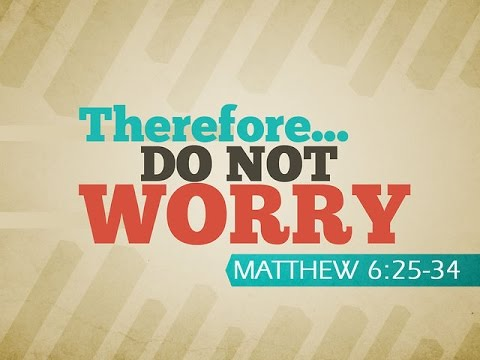 Therefore...
DO NOT
WORRY
MATTHEW 6:25-34